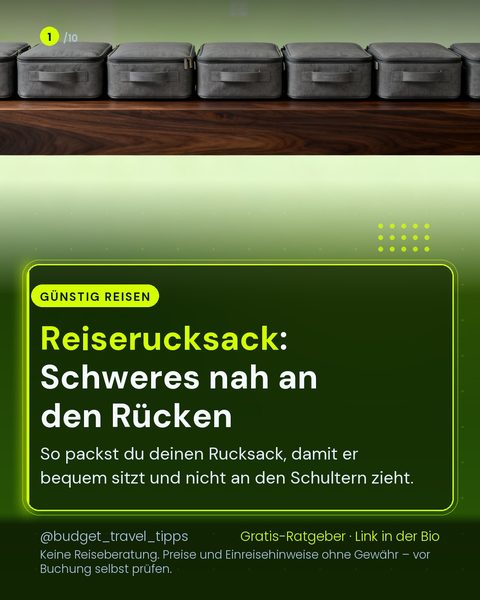 1 /10
GÜNSTIG REISEN
Reiserucksack:
Schweres nah an
den Rücken
So packst du deinen Rucksack, damit er
bequem sitzt und nicht an den Schultern zieht.
@budget_travel_tipps Gratis-Ratgeber · Link in der Bio
Keine Reiseberatung. Preise und Einreisehinweise ohne Gewähr – vor
Buchung selbst prüfen.